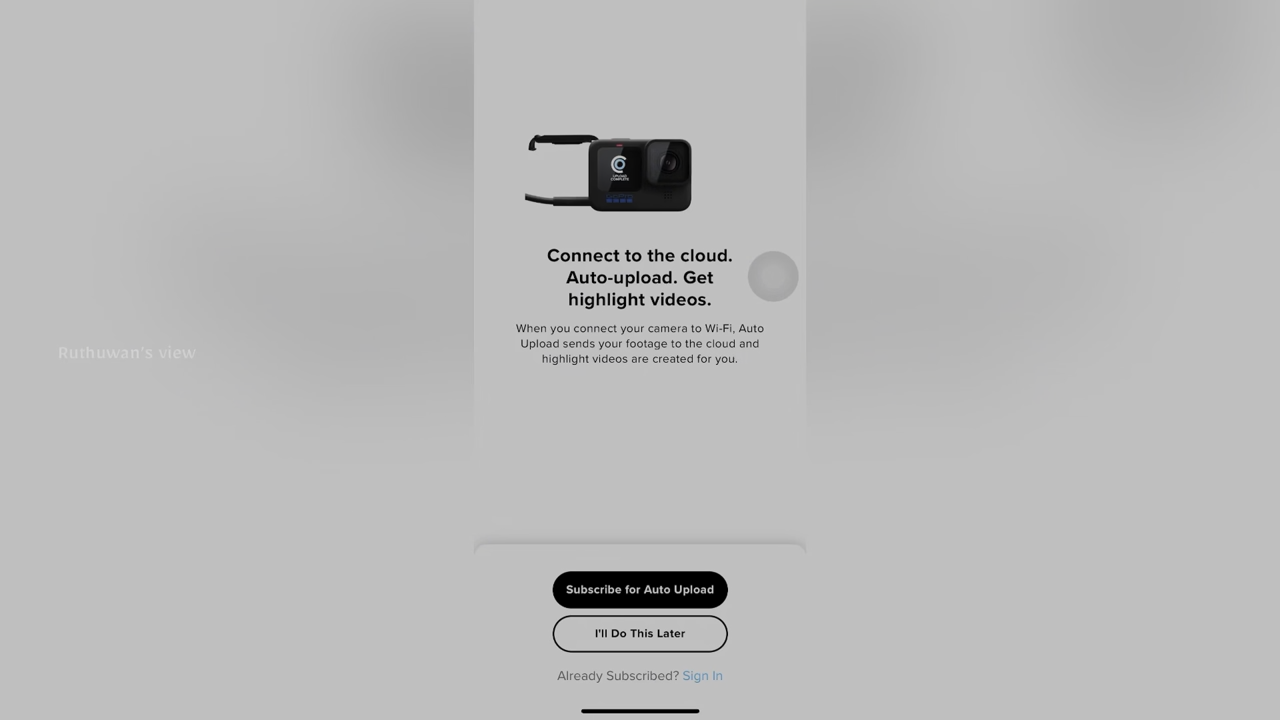 UPLOAD
COMPLETE
Connect to the cloud.
Auto-upload. Get
highlight videos.
When you connect your camera to Wi-Fi, Auto
Upload sends your footage to the cloud and
highlight videos are created for you.
Ruthuwan's view
Subscribe for Auto Upload
I'll Do This Later
Already Subscribed? Sign In